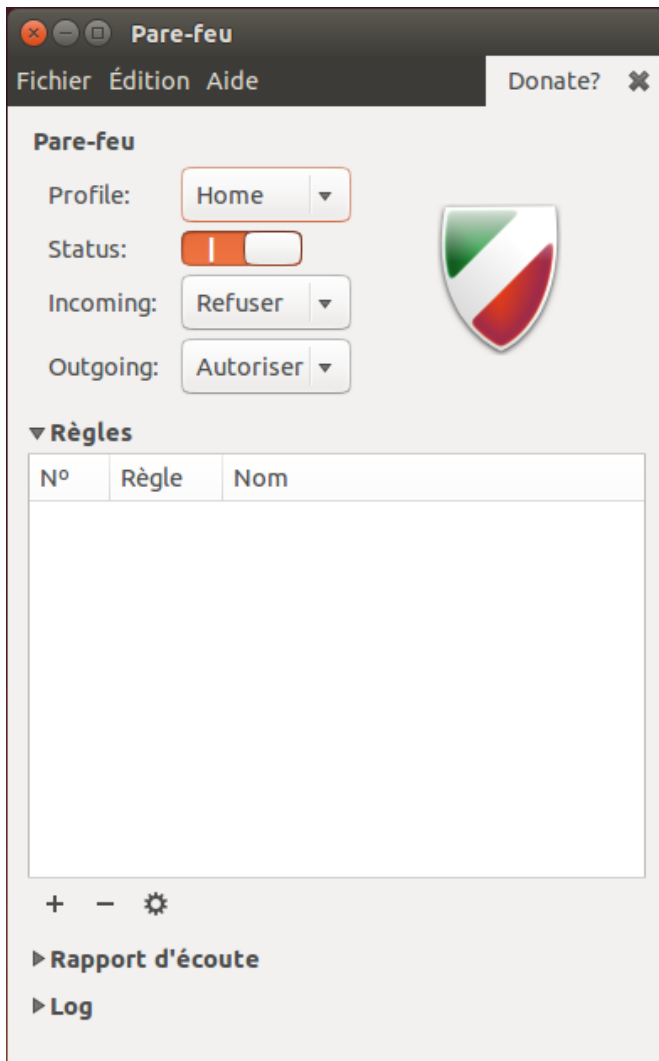 Pare-feu
Fichier Édition Aide Donate?
Pare-feu
Profile: Home
Status:
Incoming: Refuser
Outgoing: Autoriser
Règles
Nº Règle Nom
Rapport d'écoute
Log